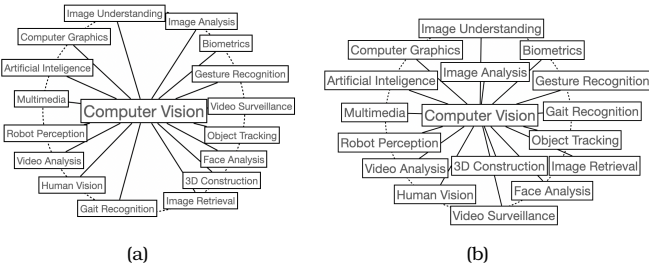 Image Understanding
Image Analysis
Computer Graphics
Biometrics
Artificial Inteligence
Gesture Recognition
Multimedia
Computer Vision
Video Surveillance
Robot Perception
Object Tracking
Video Analysis
Face Analysis
Human Vision
3D Construction
Gait Recognition
Image Retrieval
(a)
Image Understanding
Computer Graphics
Biometrics
Image Analysis
Artificial Inteligence
Gesture Recognition
Multimedia
Computer Vision
Gait Recognition
Robot Perception
Object Tracking
Video Analysis
3D Construction
Image Retrieval
Human Vision
Face Analysis
Video Surveillance
(b)